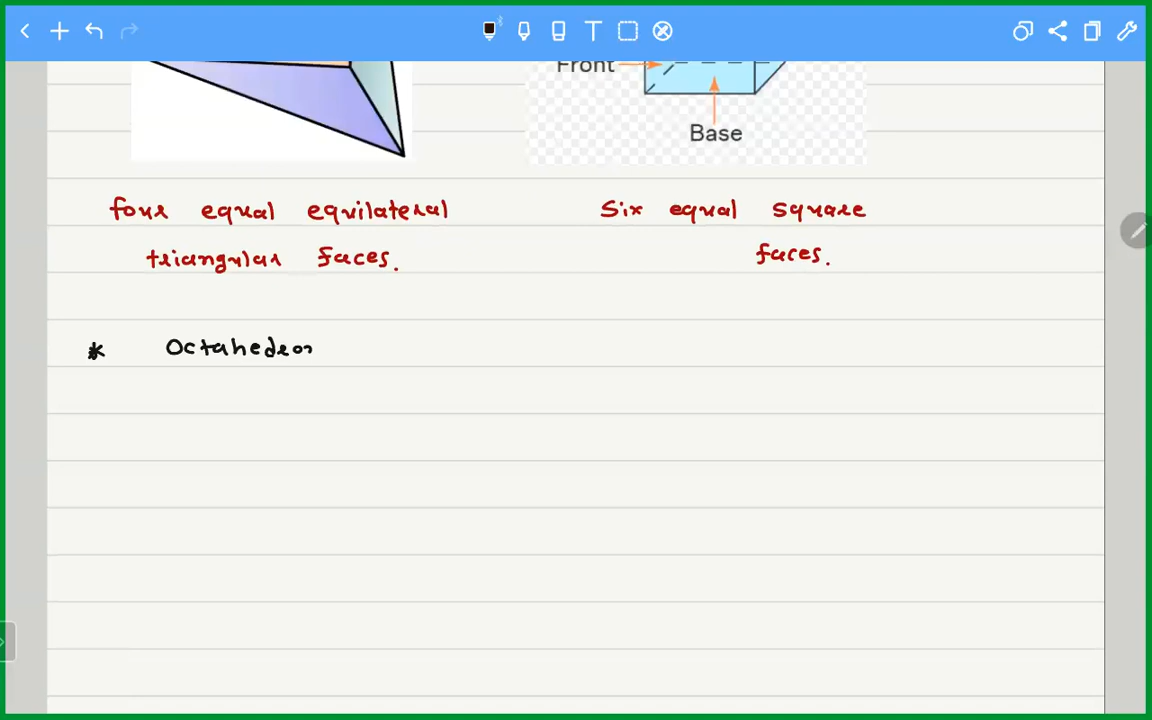 Front
Base
four equal equilateral
triangular faces.
Six equal square
faces.
* Octahedron